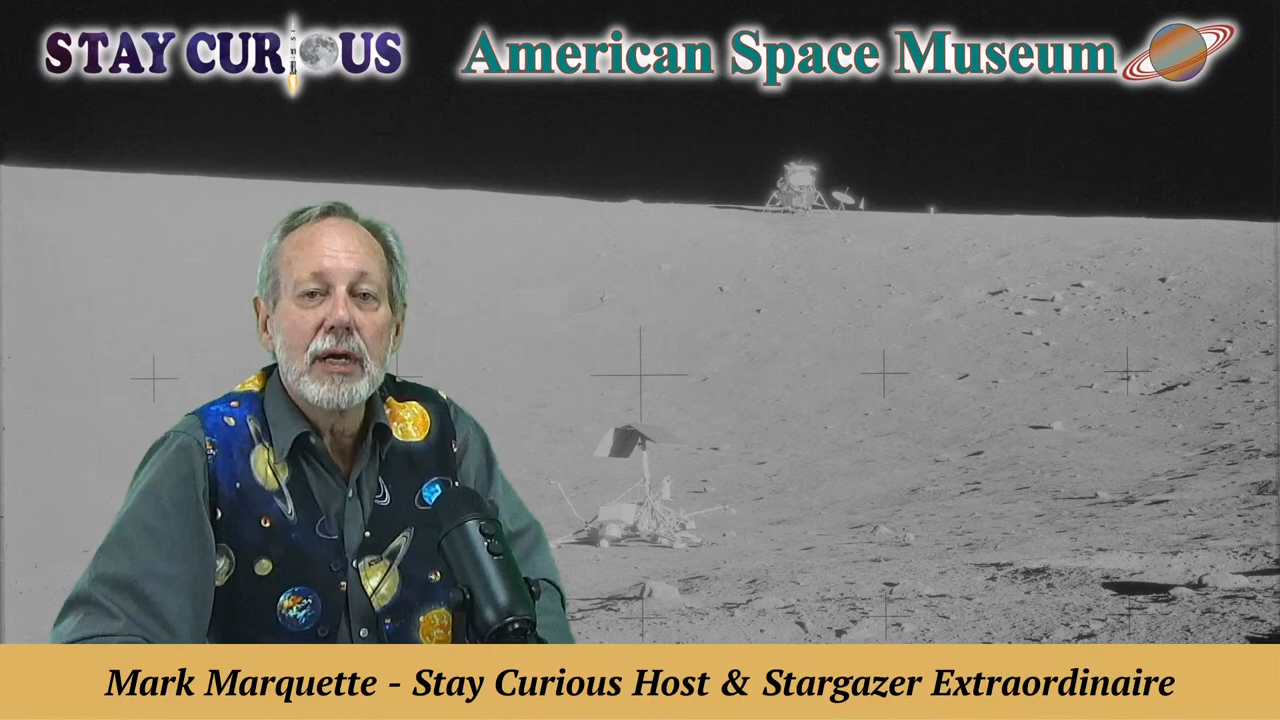 STAY CURIOUS
American Space Museum
Mark Marquette - Stay Curious Host & Stargazer Extraordinaire